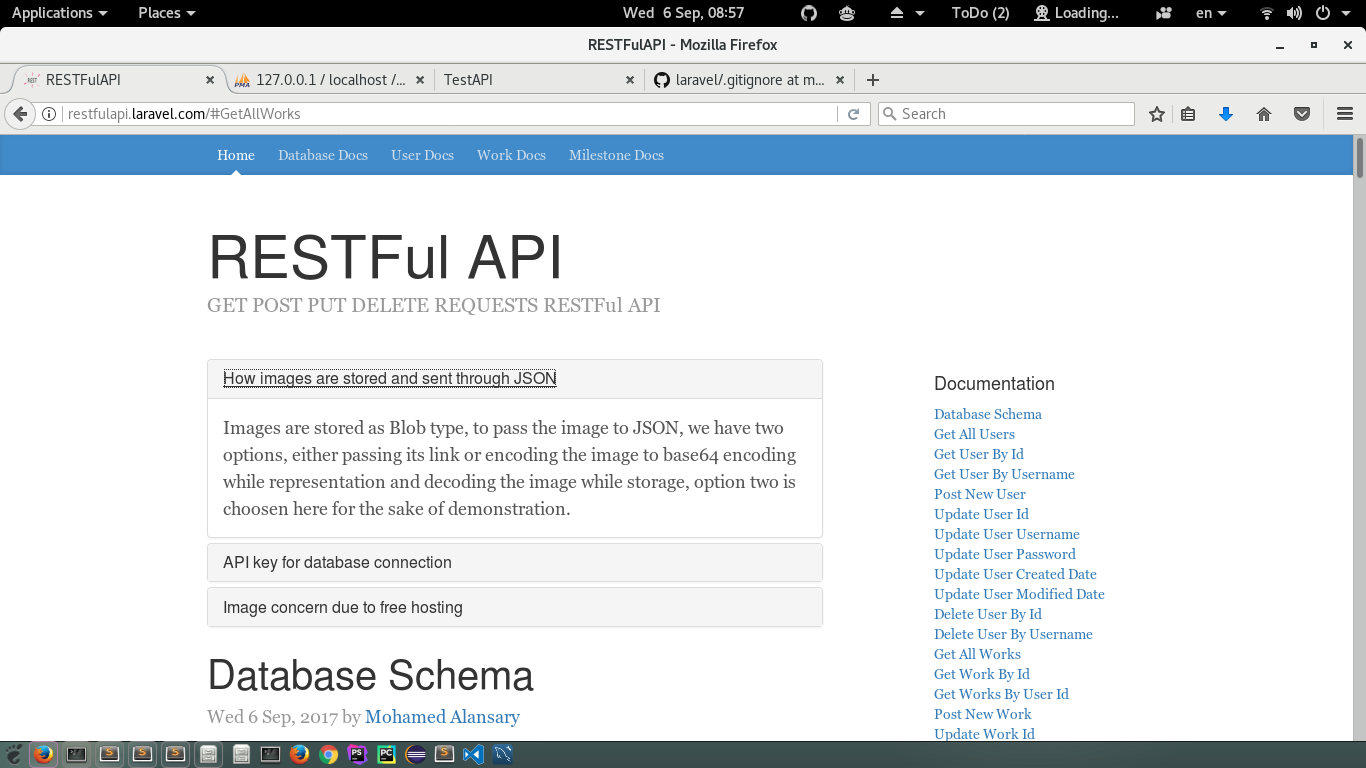 Applications Places Wed 6 Sep, 08:57 ToDo (2) Loading... en
RESTFulAPI - Mozilla Firefox
RESTFulAPI 127.0.0.1 / localhost /... TestAPI laravel/.gitignore at m...
restfulapi.laravel.com/#GetAllWorks Search
Home Database Docs User Docs Work Docs Milestone Docs
RESTFul API
GET POST PUT DELETE REQUESTS RESTFul API
How images are stored and sent through JSON
Images are stored as Blob type, to pass the image to JSON, we have two
options, either passing its link or encoding the image to base64 encoding
while representation and decoding the image while storage, option two is
choosen here for the sake of demonstration.
API key for database connection
Image concern due to free hosting
Database Schema
Wed 6 Sep, 2017 by Mohamed Alansary
Documentation
Database Schema
Get All Users
Get User By Id
Get User By Username
Post New User
Update User Id
Update User Username
Update User Password
Update User Created Date
Update User Modified Date
Delete User By Id
Delete User By Username
Get All Works
Get Work By Id
Get Works By User Id
Post New Work
Update Work Id